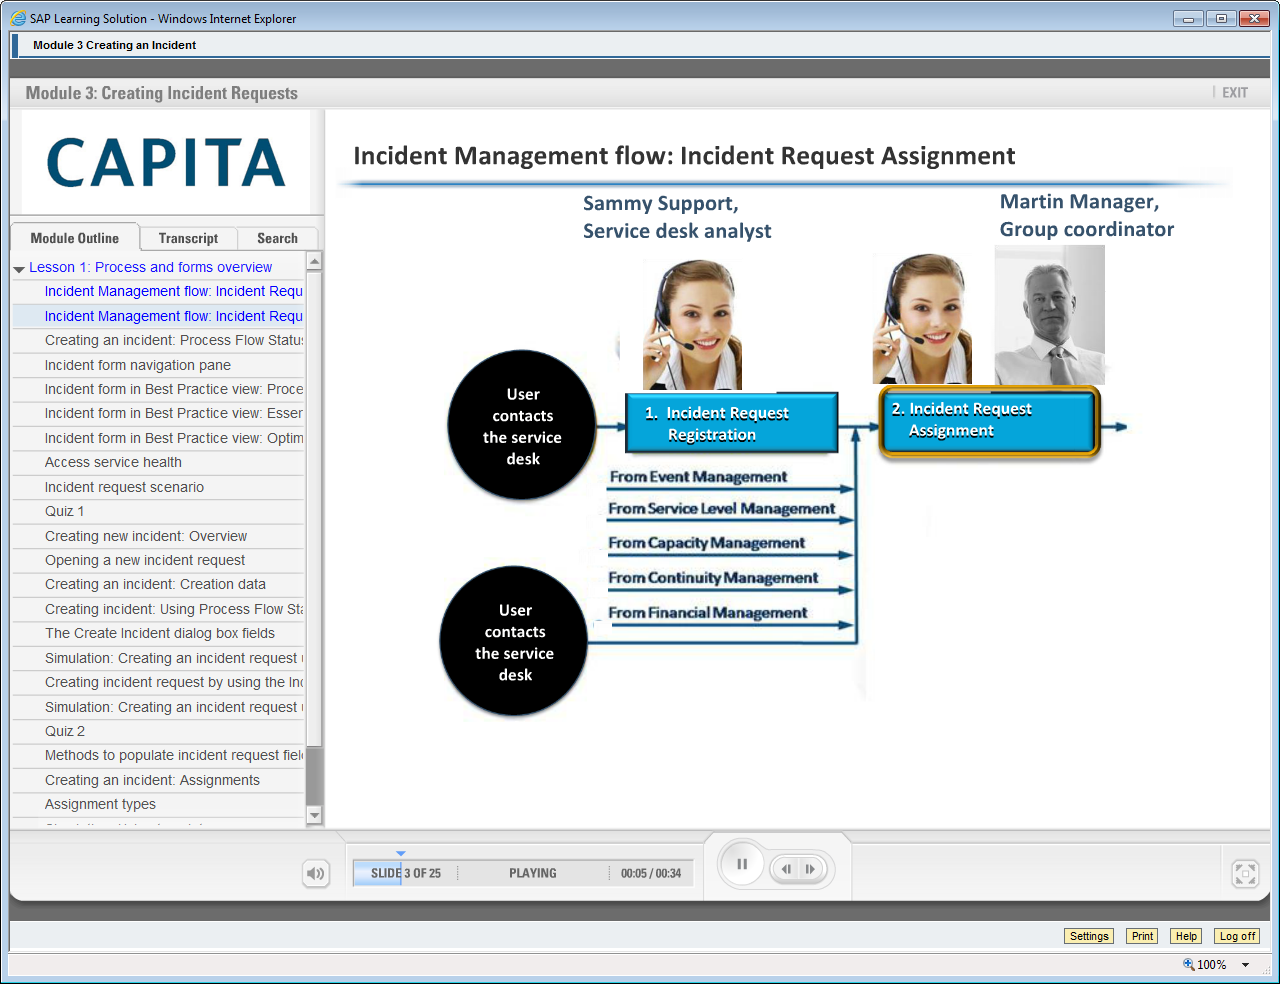 SAP Learning Solution - Windows Internet Explorer
Module 3 Creating an Incident
Module 3: Creating Incident Requests
EXIT
CAPITA
Module Outline
Transcript
Search
Lesson 1: Process and forms overview
Incident Management flow: Incident Requ
Incident Management flow: Incident Requ
Creating an incident: Process Flow Status
Incident form navigation pane
Incident form in Best Practice view: Proce
Incident form in Best Practice view: Essen
Incident form in Best Practice view: Optim
Access service health
Incident request scenario
Quiz 1
Creating new incident: Overview
Opening a new incident request
Creating an incident: Creation data
Creating incident: Using Process Flow Sta
The Create Incident dialog box fields
Simulation: Creating an incident request
Creating incident request by using the Inc
Simulation: Creating an incident request
Quiz 2
Methods to populate incident request field
Creating an incident: Assignments
Assignment types
Incident Management flow: Incident Request Assignment
Sammy Support,
Service desk analyst
Martin Manager,
Group coordinator
User
contacts
the service
desk
1. Incident Request
Registration
2. Incident Request
Assignment
From Event Management
From Service Level Management
From Capacity Management
From Continuity Management
From Financial Management
User
contacts
the service
desk
SLIDE 3 OF 25
PLAYING
00:05 / 00:34
Settings
Print
Help
Log off
100%